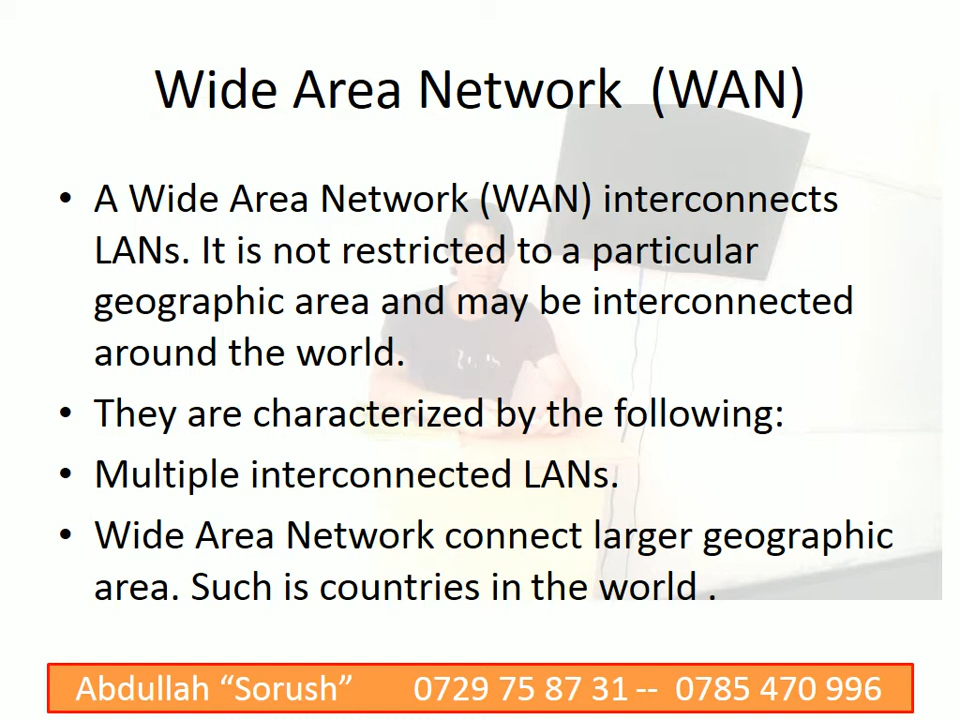 Wide Area Network (WAN)
• A Wide Area Network (WAN) interconnects
LANs. It is not restricted to a particular
geographic area and may be interconnected
around the world.
• They are characterized by the following:
• Multiple interconnected LANs.
• Wide Area Network connect larger geographic
area. Such is countries in the world .
Abdullah “Sorush” 0729 75 87 31 -- 0785 470 996